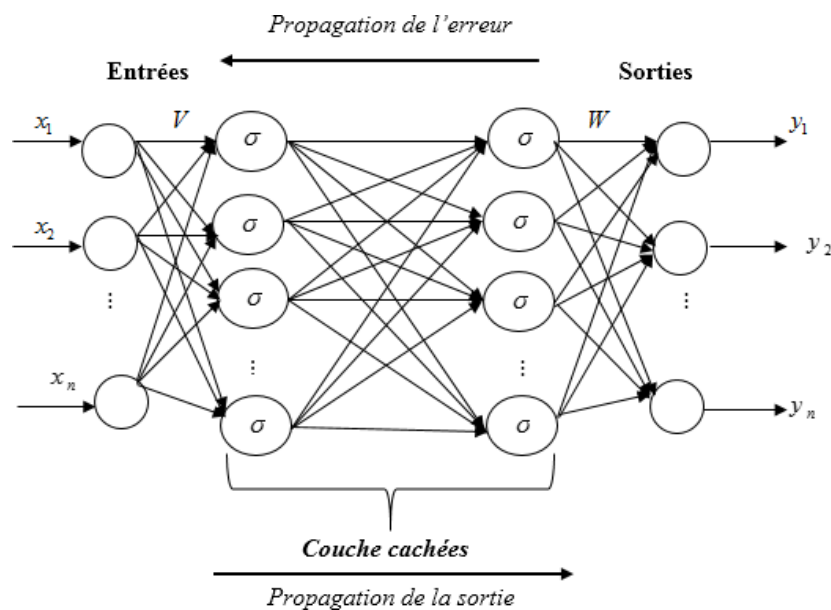 Propagation de l'erreur
Entrées
Sorties
x₁
V
σ
σ
W
y₁
x₂
σ
σ
y₂
σ
σ
⋮
⋮
⋮
⋮
xₙ
σ
σ
yₙ
Couche cachées
Propagation de la sortie